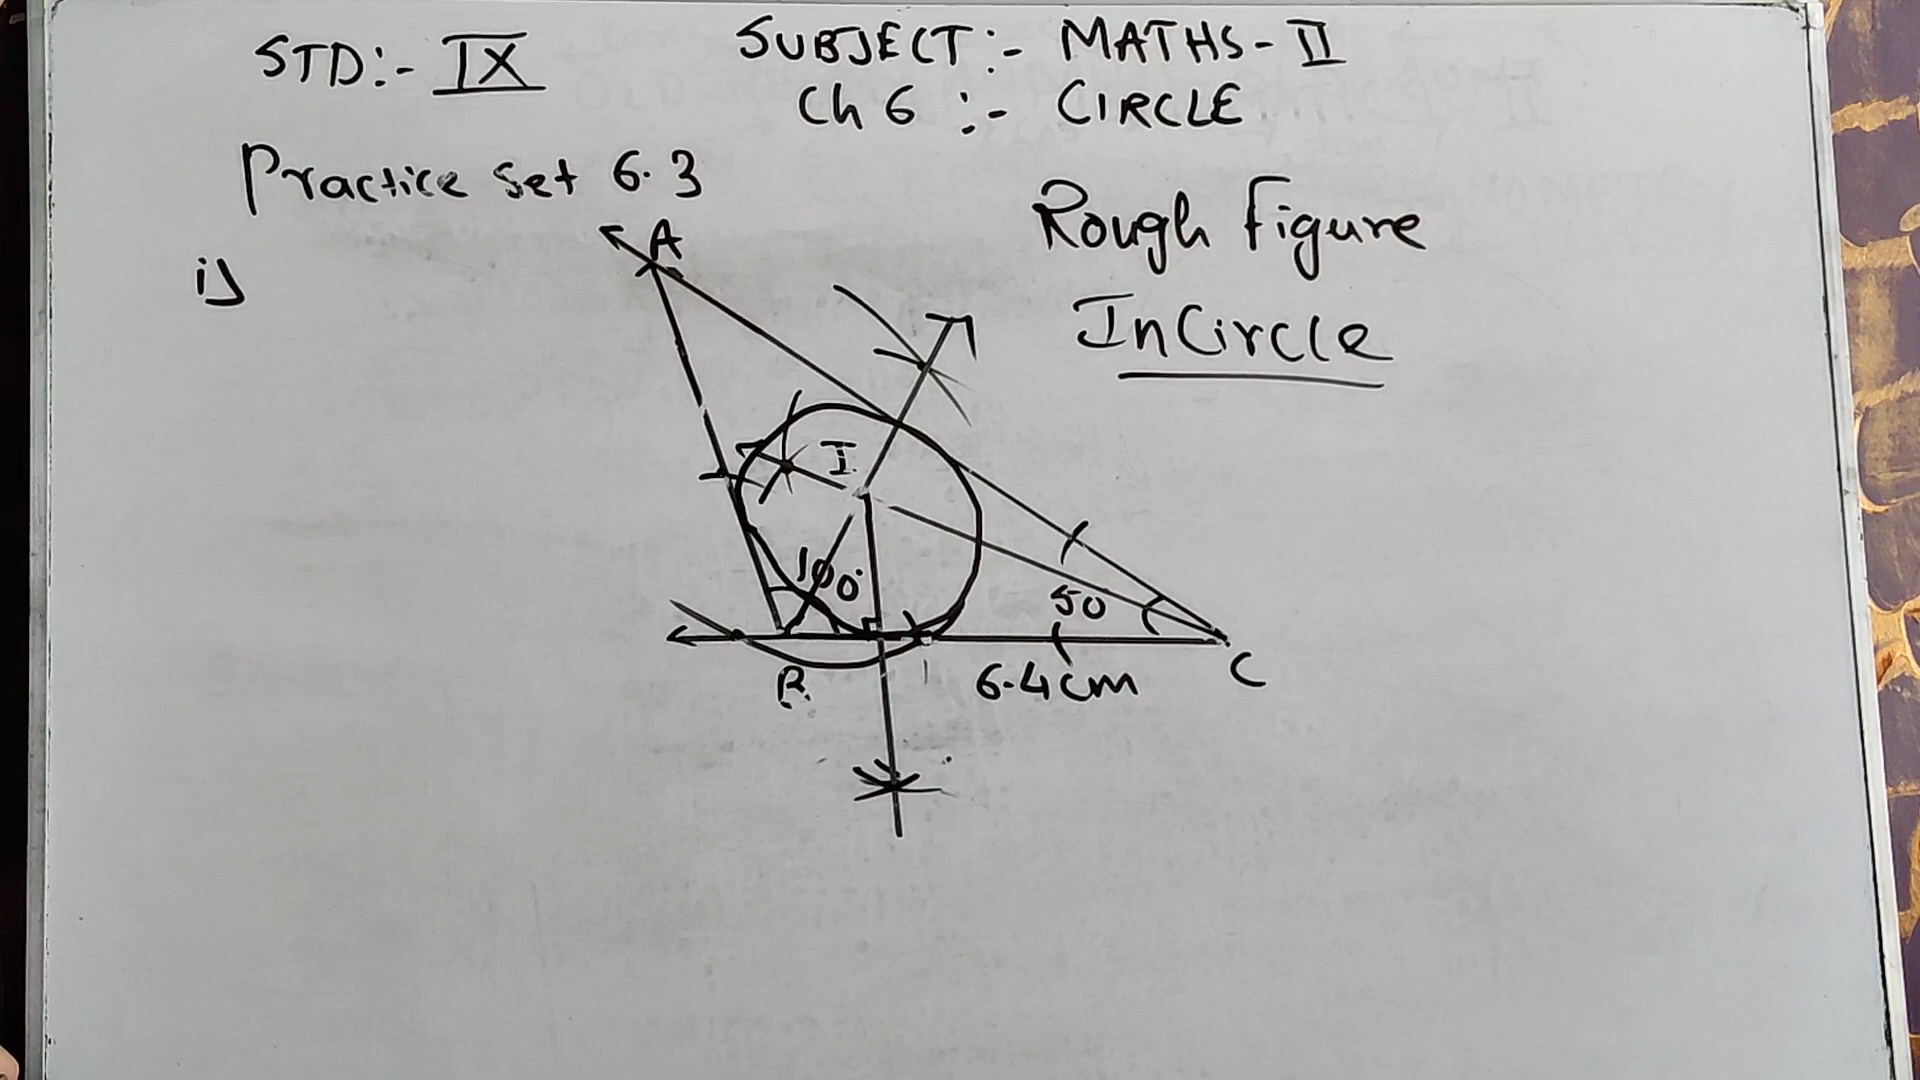 STD:- IX
SUBJECT:- MATHS-II
Ch 6 :- CIRCLE
Practice Set 6.3
Rough Figure
InCircle
i)
A
I
100°
50
B
6.4cm
C